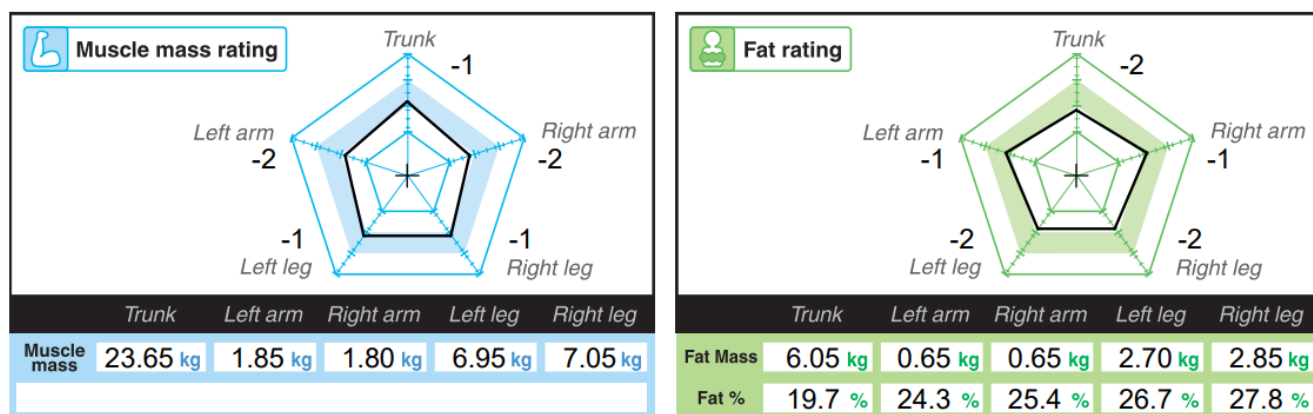 Muscle mass rating
Trunk
-1
Left arm
-2
Right arm
-2
-1
Left leg
-1
Right leg
Trunk Left arm Right arm Left leg Right leg
Muscle mass 23.65 kg 1.85 kg 1.80 kg 6.95 kg 7.05 kg
Fat rating
Trunk
-2
Left arm
-1
Right arm
-1
-2
Left leg
-2
Right leg
Trunk Left arm Right arm Left leg Right leg
Fat Mass 6.05 kg 0.65 kg 0.65 kg 2.70 kg 2.85 kg
Fat % 19.7 % 24.3 % 25.4 % 26.7 % 27.8 %